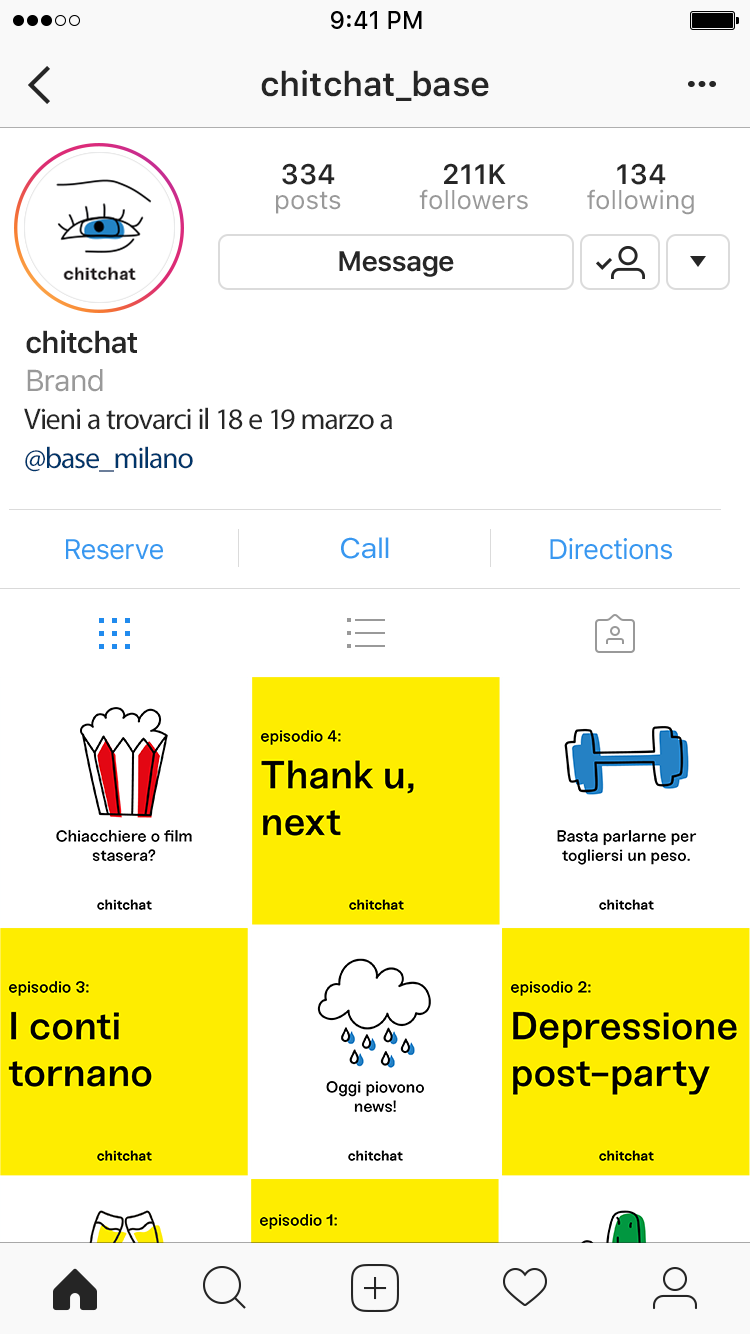 9:41 PM
chitchat_base
334
211K
134
posts
followers
following
chitchat
Message
chitchat
Brand
Vieni a trovarci il 18 e 19 marzo a
@base_milano
Reserve
Call
Directions
Chiacchiere o film
stasera?
chitchat
episodio 4:
Thank u,
next
chitchat
Basta parlarne per
togliersi un peso.
chitchat
episodio 3:
I conti
tornano
chitchat
Oggi piovono
news!
chitchat
episodio 2:
Depressione
post-party
chitchat
episodio 1: